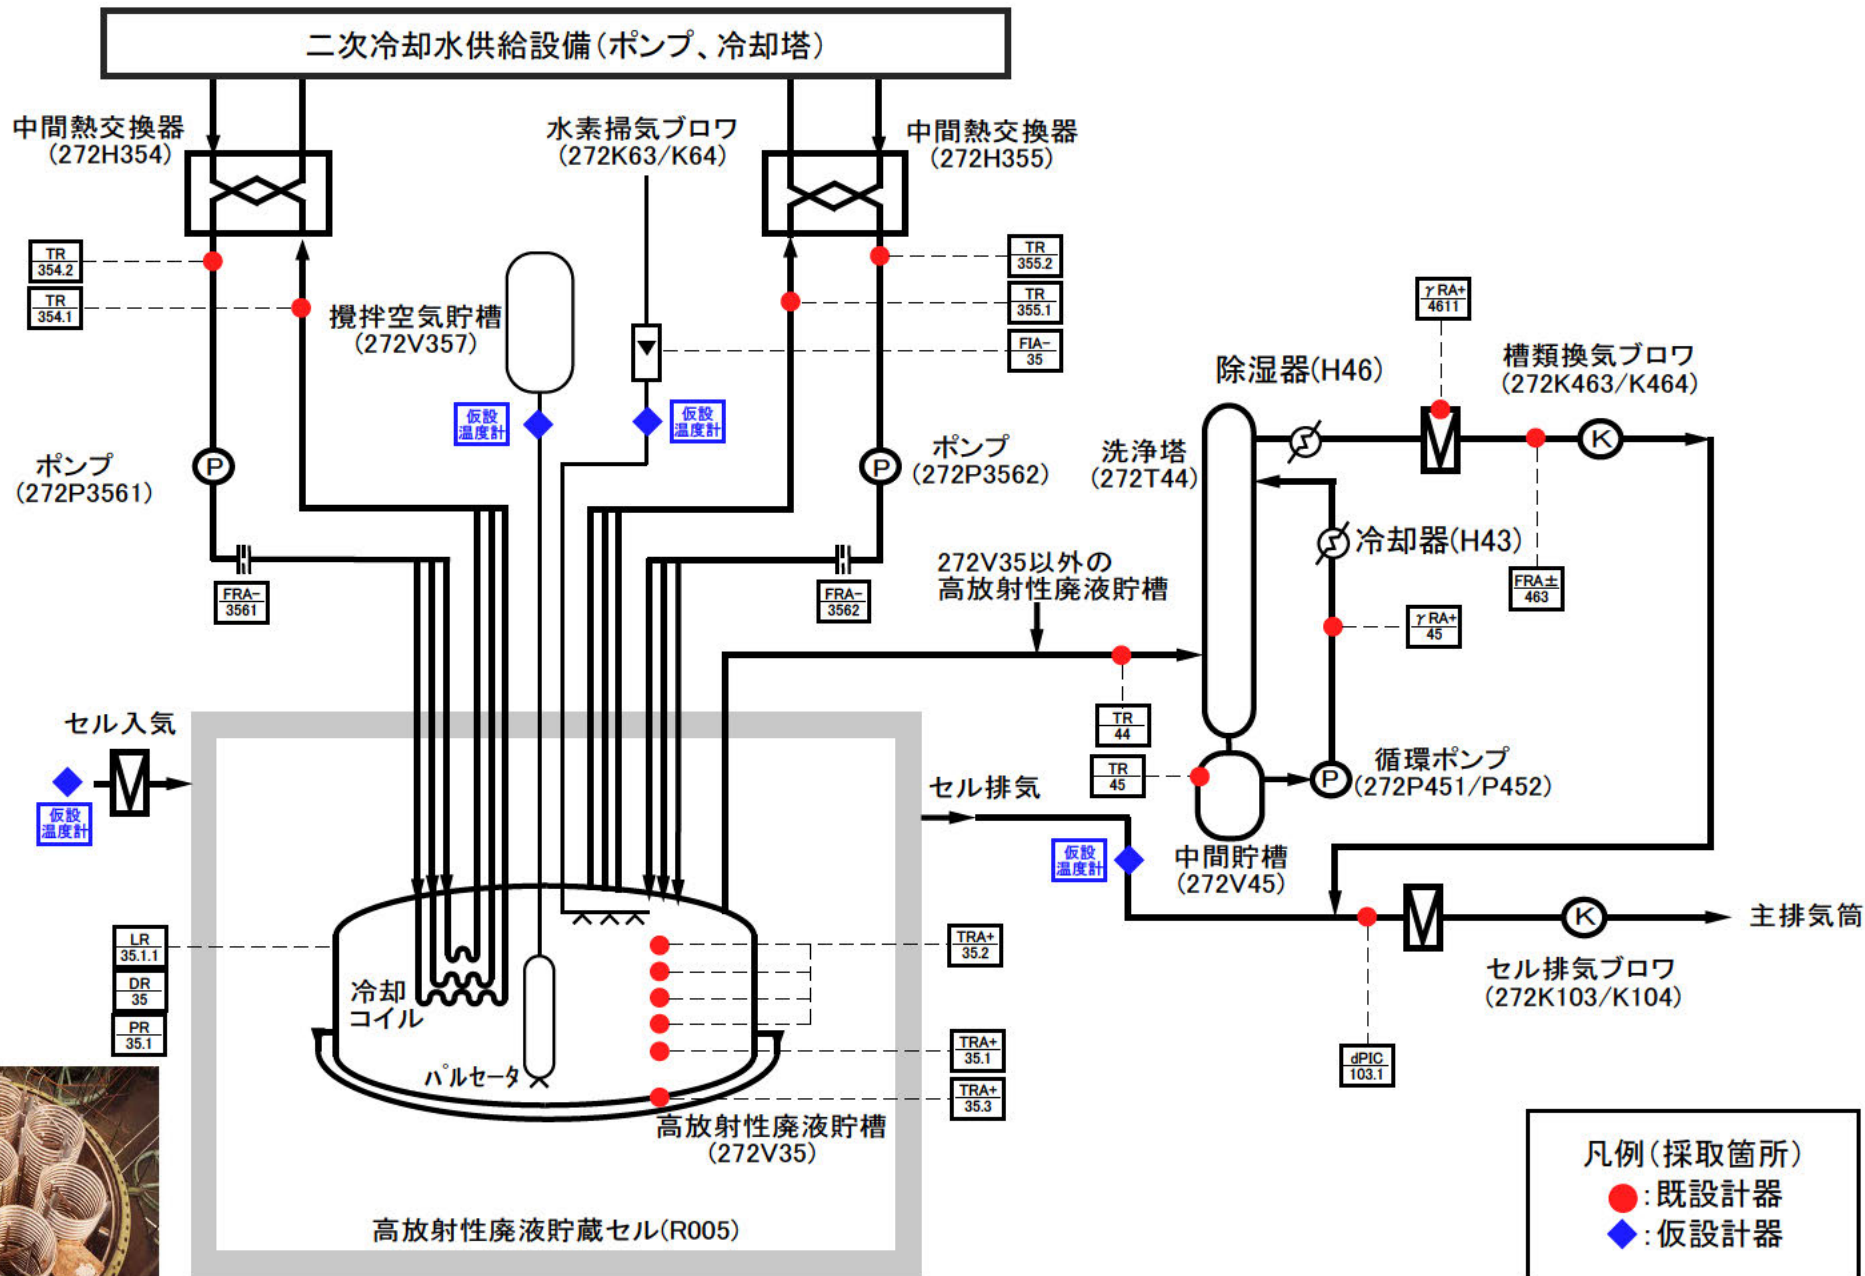 二次冷却水供給設備(ポンプ、冷却塔)
中間熱交換器
(272H354)
水素掃気ブロワ
(272K63/K64)
中間熱交換器
(272H355)
TR
354.2
TR
354.1
攪拌空気貯槽
(272V357)
TR
355.2
TR
355.1
FIA-
35
γRA+
4611
槽類換気ブロワ
(272K463/K464)
除湿器(H46)
仮設
温度計
仮設
温度計
ポンプ
(272P3561)
P
P
ポンプ
(272P3562)
洗浄塔
(272T44)
K
冷却器(H43)
FRA-
3561
FRA-
3562
272V35以外の
高放射性廃液貯槽
FRA±
463
γRA+
45
セル入気
仮設
温度計
TR
44
TR
45
セル排気
P
循環ポンプ
(272P451/P452)
仮設
温度計
中間貯槽
(272V45)
LR
35.1.1
DR
35
PR
35.1
冷却
コイル
パルセータ
TRA+
35.2
TRA+
35.1
TRA+
35.3
K
主排気筒
セル排気ブロワ
(272K103/K104)
dPIC
103.1
高放射性廃液貯槽
(272V35)
高放射性廃液貯蔵セル(R005)
凡例(採取箇所)
:既設計器
:仮設計器